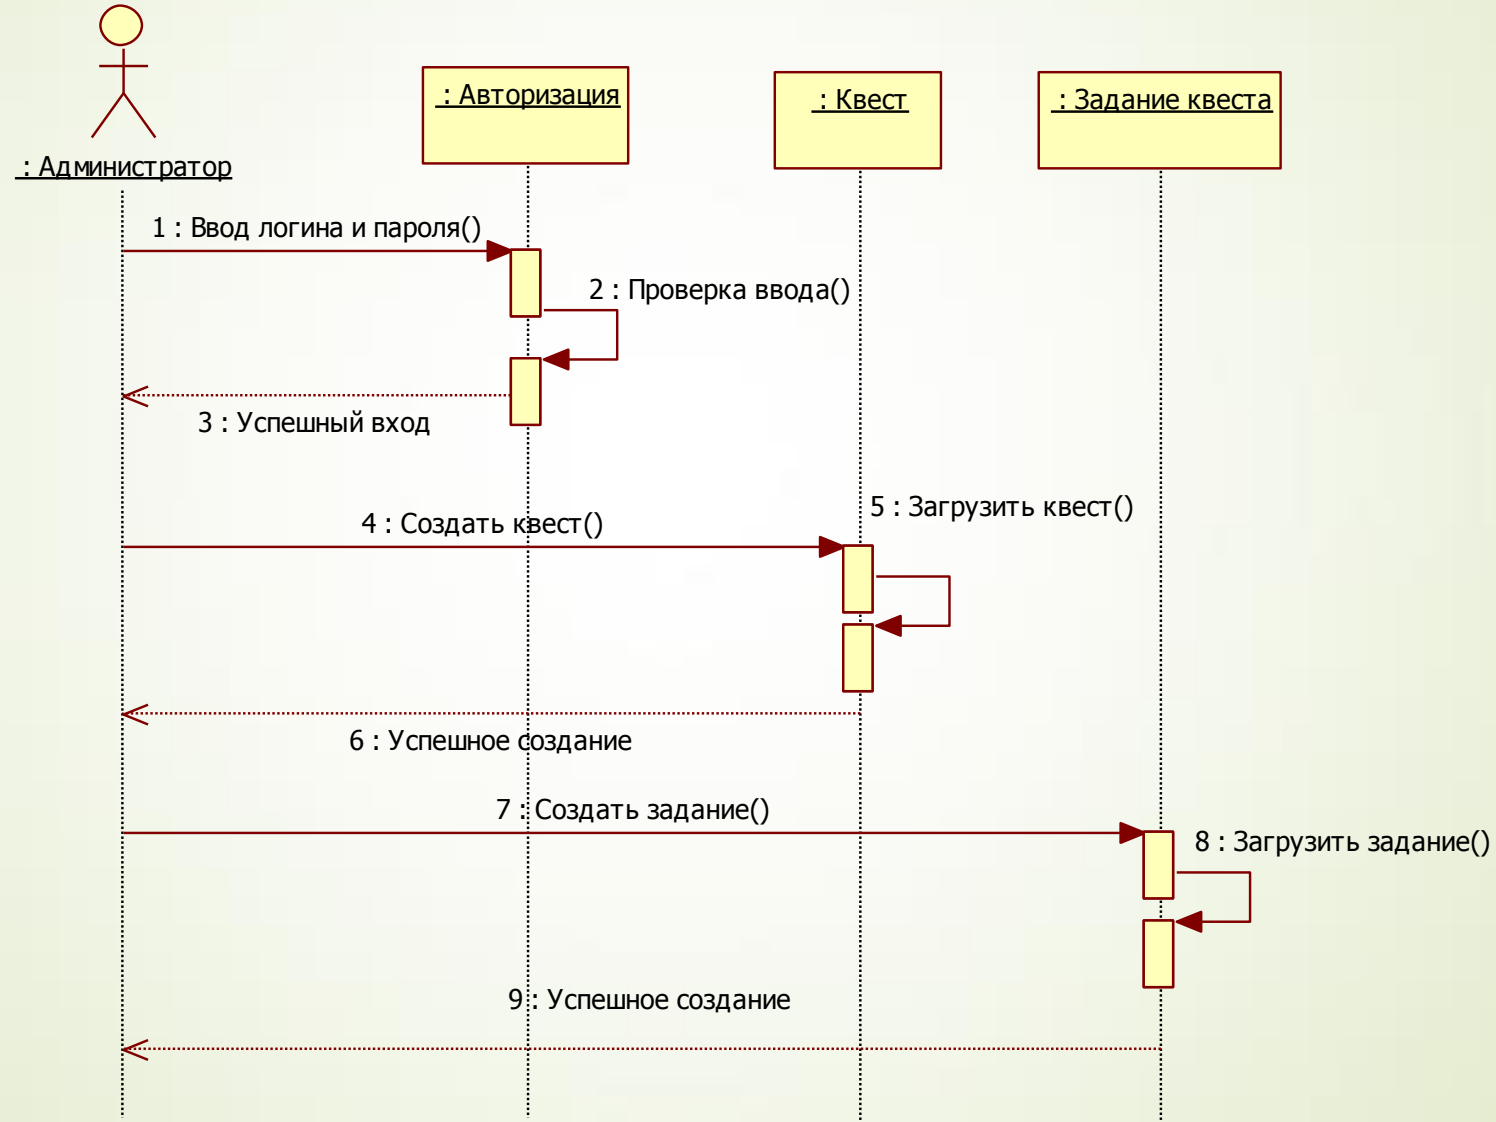 : Авторизация
: Квест
: Задание квеста
: Администратор
1 : Ввод логина и пароля()
2 : Проверка ввода()
3 : Успешный вход
5 : Загрузить квест()
4 : Создать квест()
6 : Успешное создание
7 : Создать задание()
8 : Загрузить задание()
9 : Успешное создание